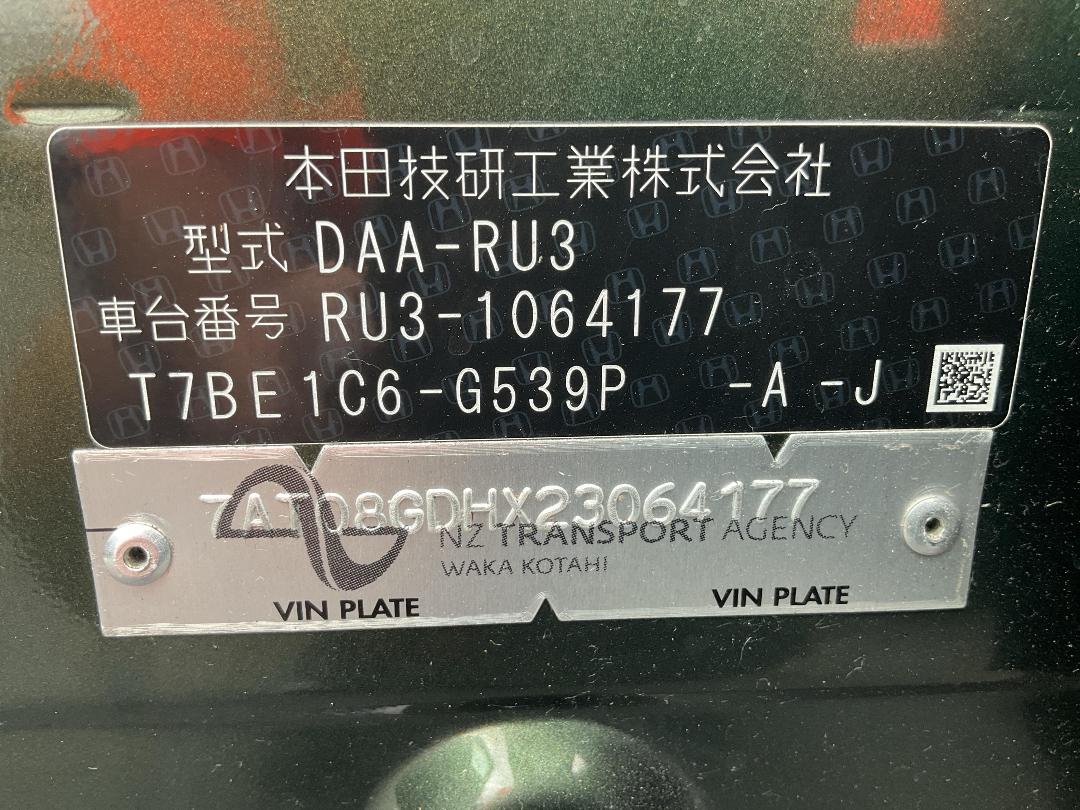 本田技研工業株式会社
型式 DAA-RU3
車台番号 RU3-1064177
T7BE1C6-G539P -A -J
7AT08GDHX23064177
NZ TRANSPORT AGENCY
WAKA KOTAHI
VIN PLATE VIN PLATE